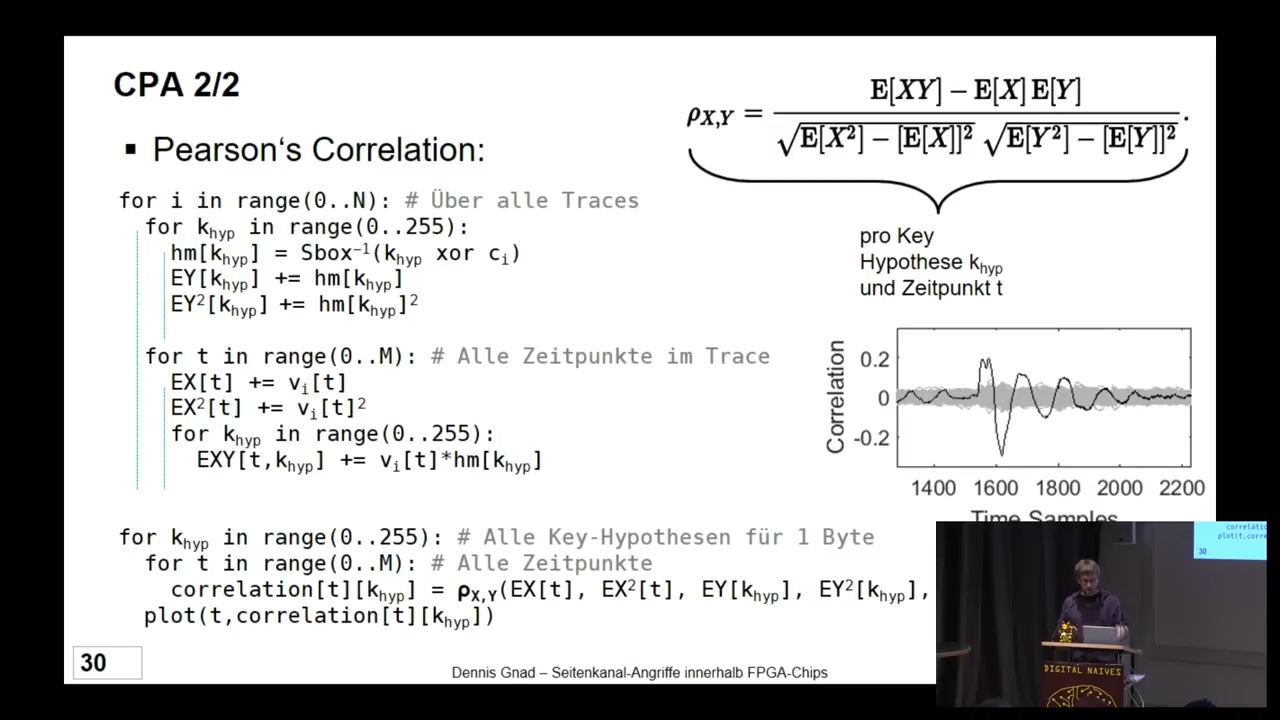 CPA 2/2
▪ Pearson‘s Correlation:
ρX,Y = E[XY] − E[X] E[Y] / √E[X²] − [E[X]]² √E[Y²] − [E[Y]]² .
for i in range(0..N): # Über alle Traces
for khyp in range(0..255):
hm[khyp] = Sbox⁻¹(khyp xor ci)
EY[khyp] += hm[khyp]
EY²[khyp] += hm[khyp]²
pro Key
Hypothese khyp
und Zeitpunkt t
for t in range(0..M): # Alle Zeitpunkte im Trace
EX[t] += vi[t]
EX²[t] += vi[t]²
for khyp in range(0..255):
EXY[t,khyp] += vi[t]*hm[khyp]
Correlation
0.2
0
-0.2
1400 1600 1800 2000 2200
Time Samples
for khyp in range(0..255): # Alle Key-Hypothesen für 1 Byte
for t in range(0..M): # Alle Zeitpunkte
correlation[t][khyp] = ρX,Y(EX[t], EX²[t], EY[khyp], EY²[khyp],
plot(t,correlation[t][khyp])
30
Dennis Gnad – Seitenkanal-Angriffe innerhalb FPGA-Chips
correlatio
plot(t,corre
30
DIGITAL NAIVES